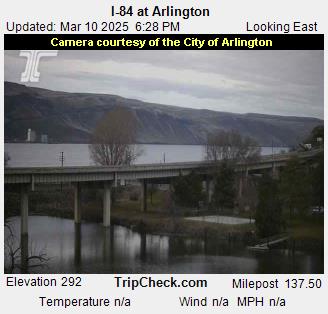 I-84 at Arlington
Updated: Mar 10 2025 6:28 PM Looking East
Camera courtesy of the City of Arlington
Elevation 292 TripCheck.com Milepost 137.50
Temperature n/a Wind n/a MPH n/a